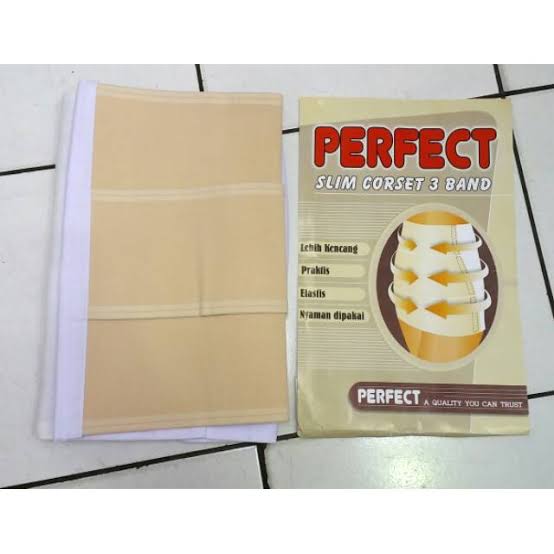 PERFECT
SLIM CORSET 3 BAND
Lebih Kencang
Praktis
Elastis
Nyaman dipakai
PERFECT A QUALITY YOU CAN TRUST